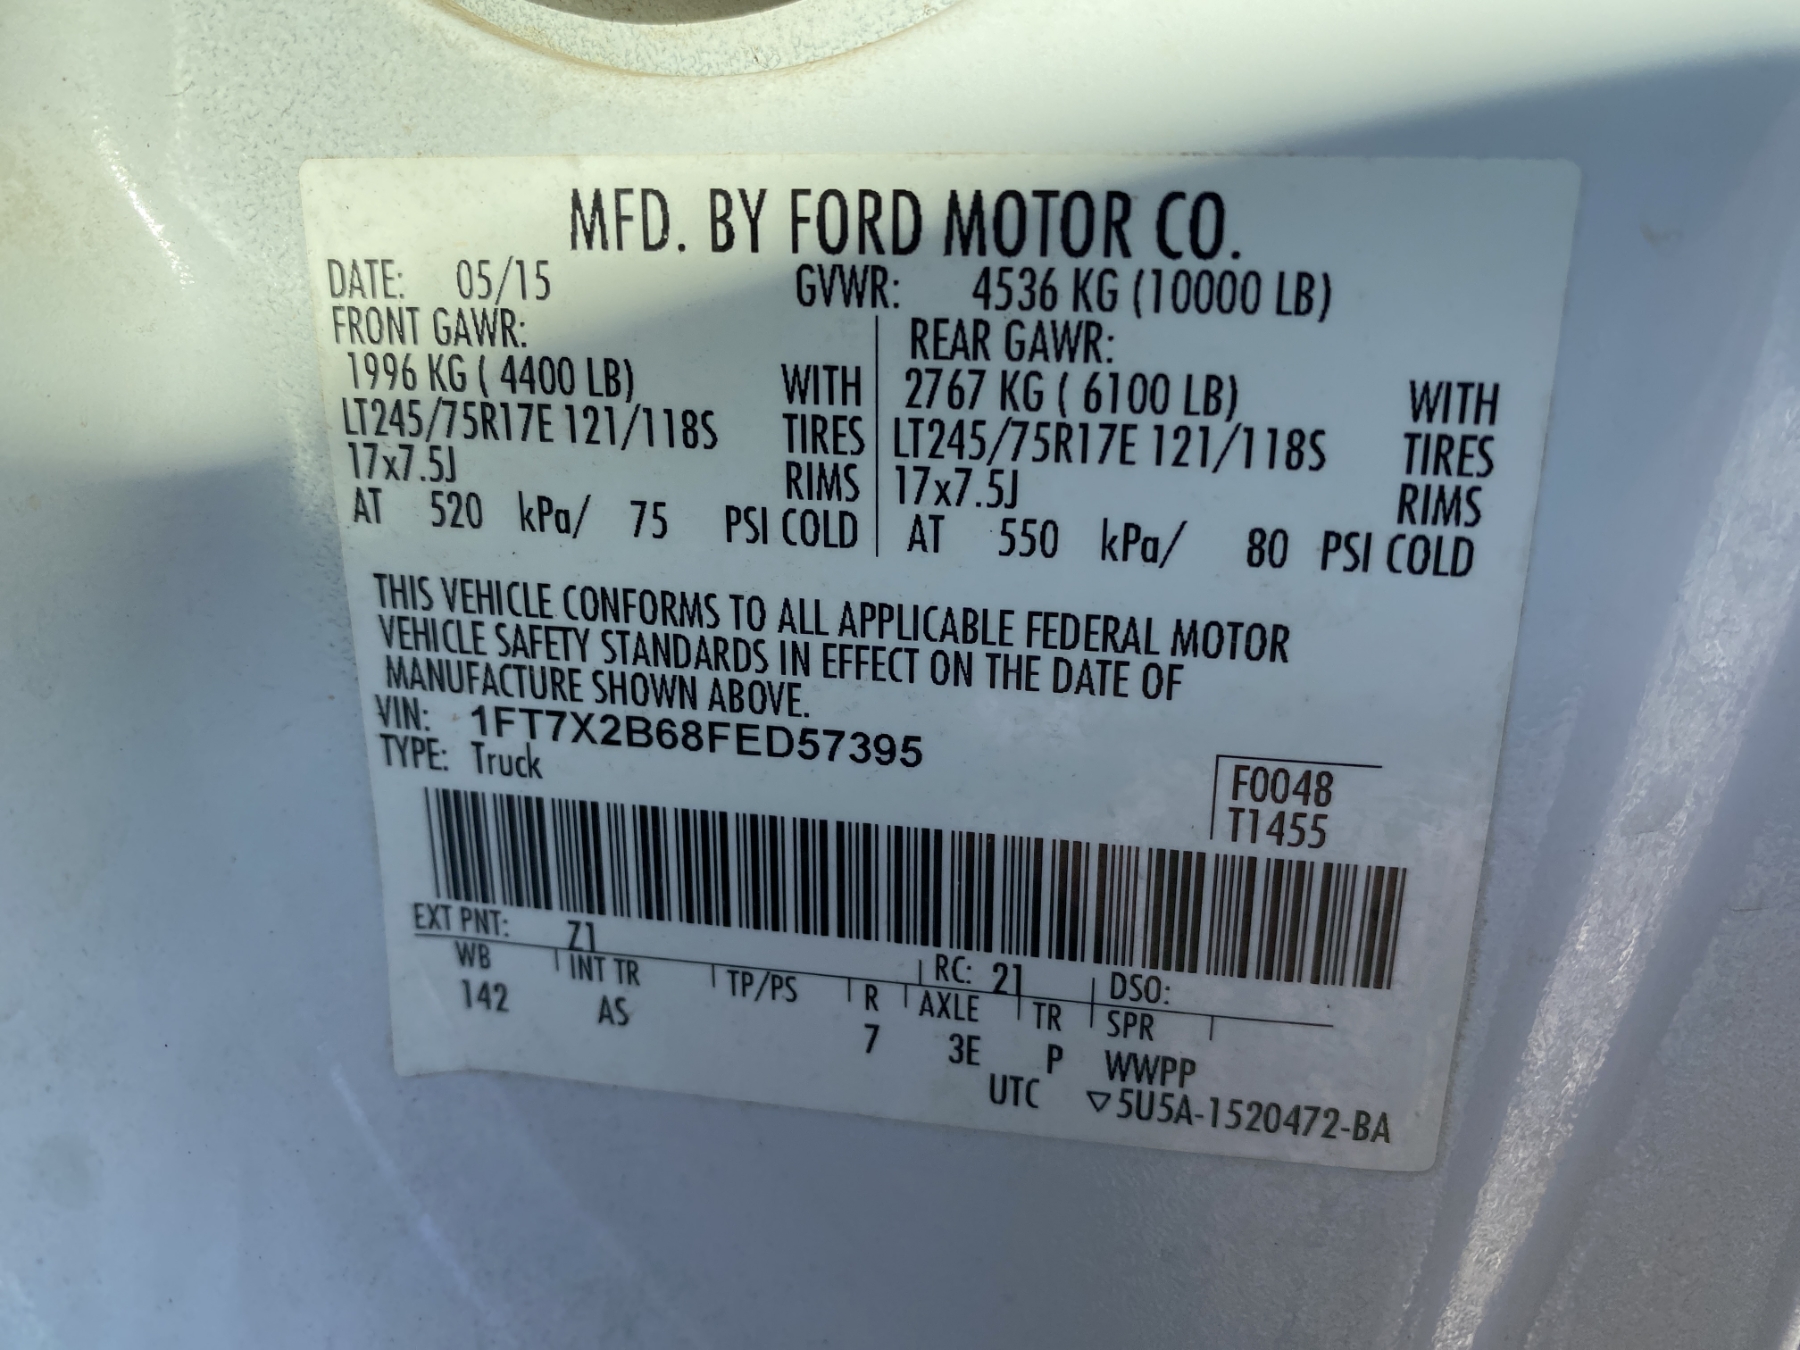 MFD. BY FORD MOTOR CO.
DATE: 05/15 GVWR: 4536 KG (10000 LB)
FRONT GAWR: REAR GAWR:
1996 KG ( 4400 LB) WITH 2767 KG ( 6100 LB) WITH
LT245/75R17E 121/118S TIRES LT245/75R17E 121/118S TIRES
17x7.5J RIMS 17x7.5J RIMS
AT 520 kPa/ 75 PSI COLD AT 550 kPa/ 80 PSI COLD
THIS VEHICLE CONFORMS TO ALL APPLICABLE FEDERAL MOTOR
VEHICLE SAFETY STANDARDS IN EFFECT ON THE DATE OF
MANUFACTURE SHOWN ABOVE.
VIN: 1FT7X2B68FED57395
TYPE: Truck
F0048
T1455
EXT PNT: Z1 RC: 21 DSO:
WB INT TR TP/PS R AXLE TR SPR
142 AS 7 3E P WWPP
UTC ▽5U5A-1520472-BA